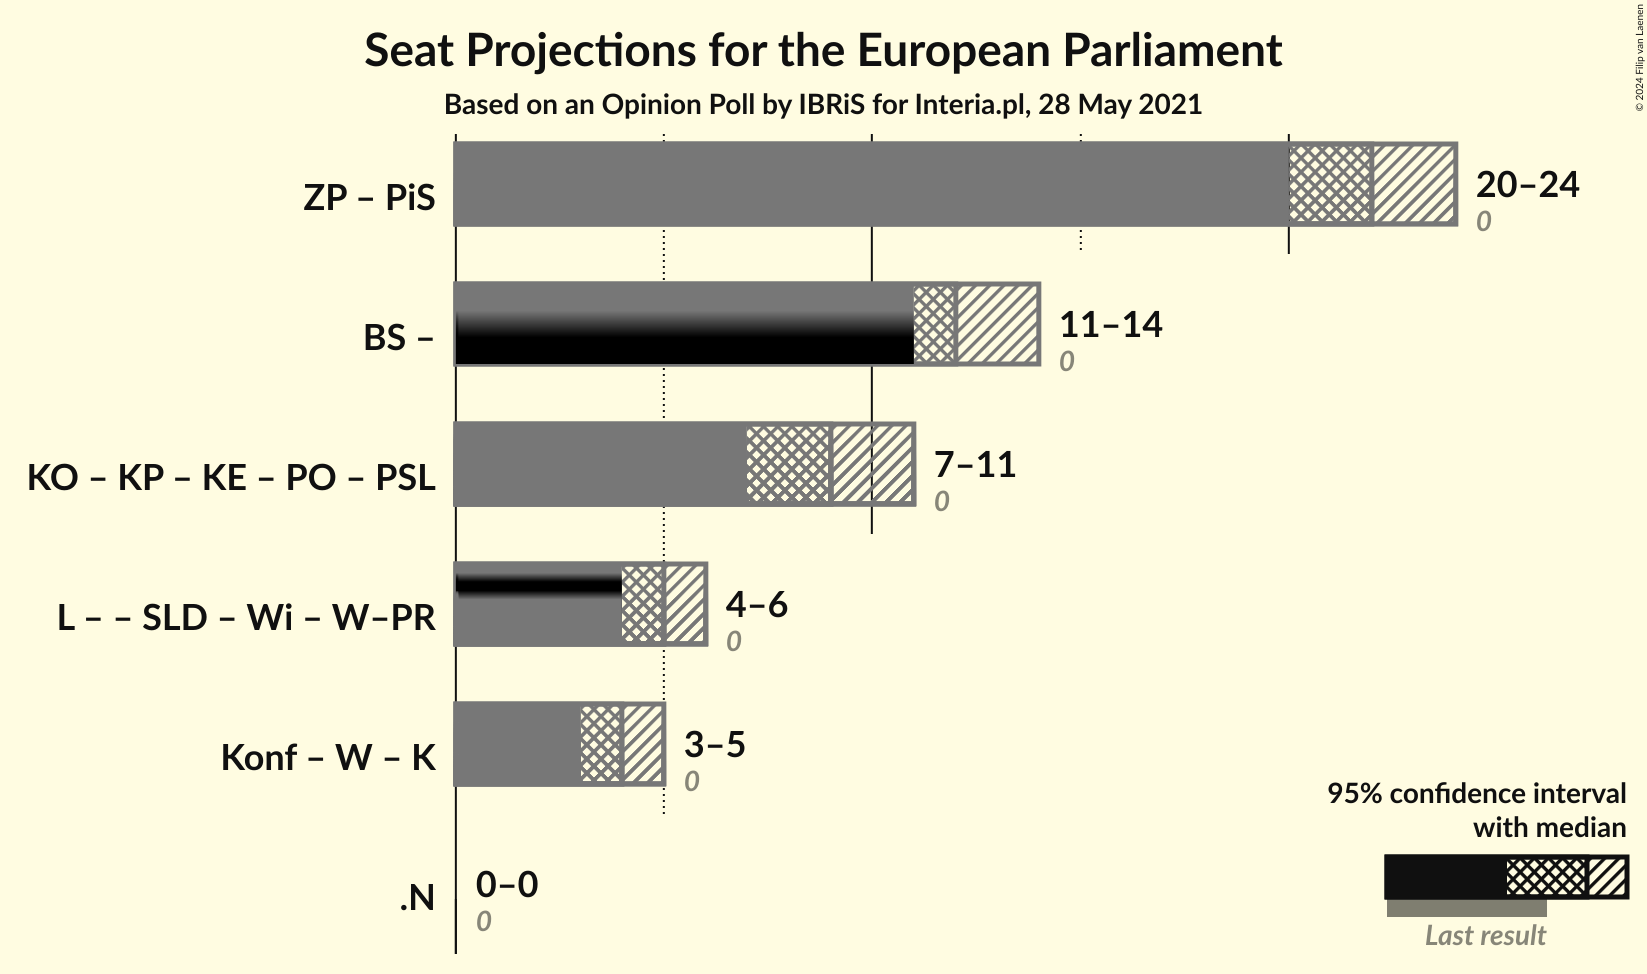 Seat Projections for the European Parliament
Based on an Opinion Poll by IBRiS for Interia.pl, 28 May 2021
© 2024 Filip van Laenen
ZP – PiS
20–24
0
BS –
11–14
0
KO – KP – KE – PO – PSL
7–11
0
L – – SLD – Wi – W–PR
4–6
0
Konf – W – K
3–5
0
.N
0–0
0
95% confidence interval
with median
Last result